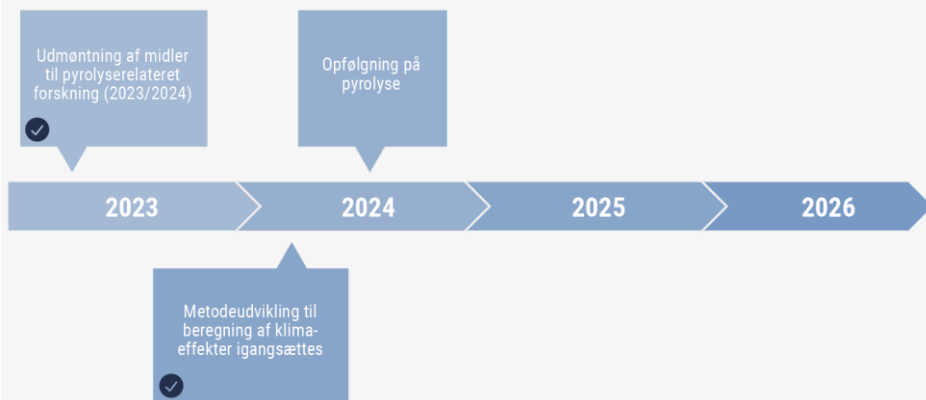 Udmøntning af midler
til pyrolyserelateret
forskning (2023/2024)
Opfølgning på
pyrolyse
2023
2024
2025
2026
Metodeudvikling til
beregning af klima-
effekter igangsættes